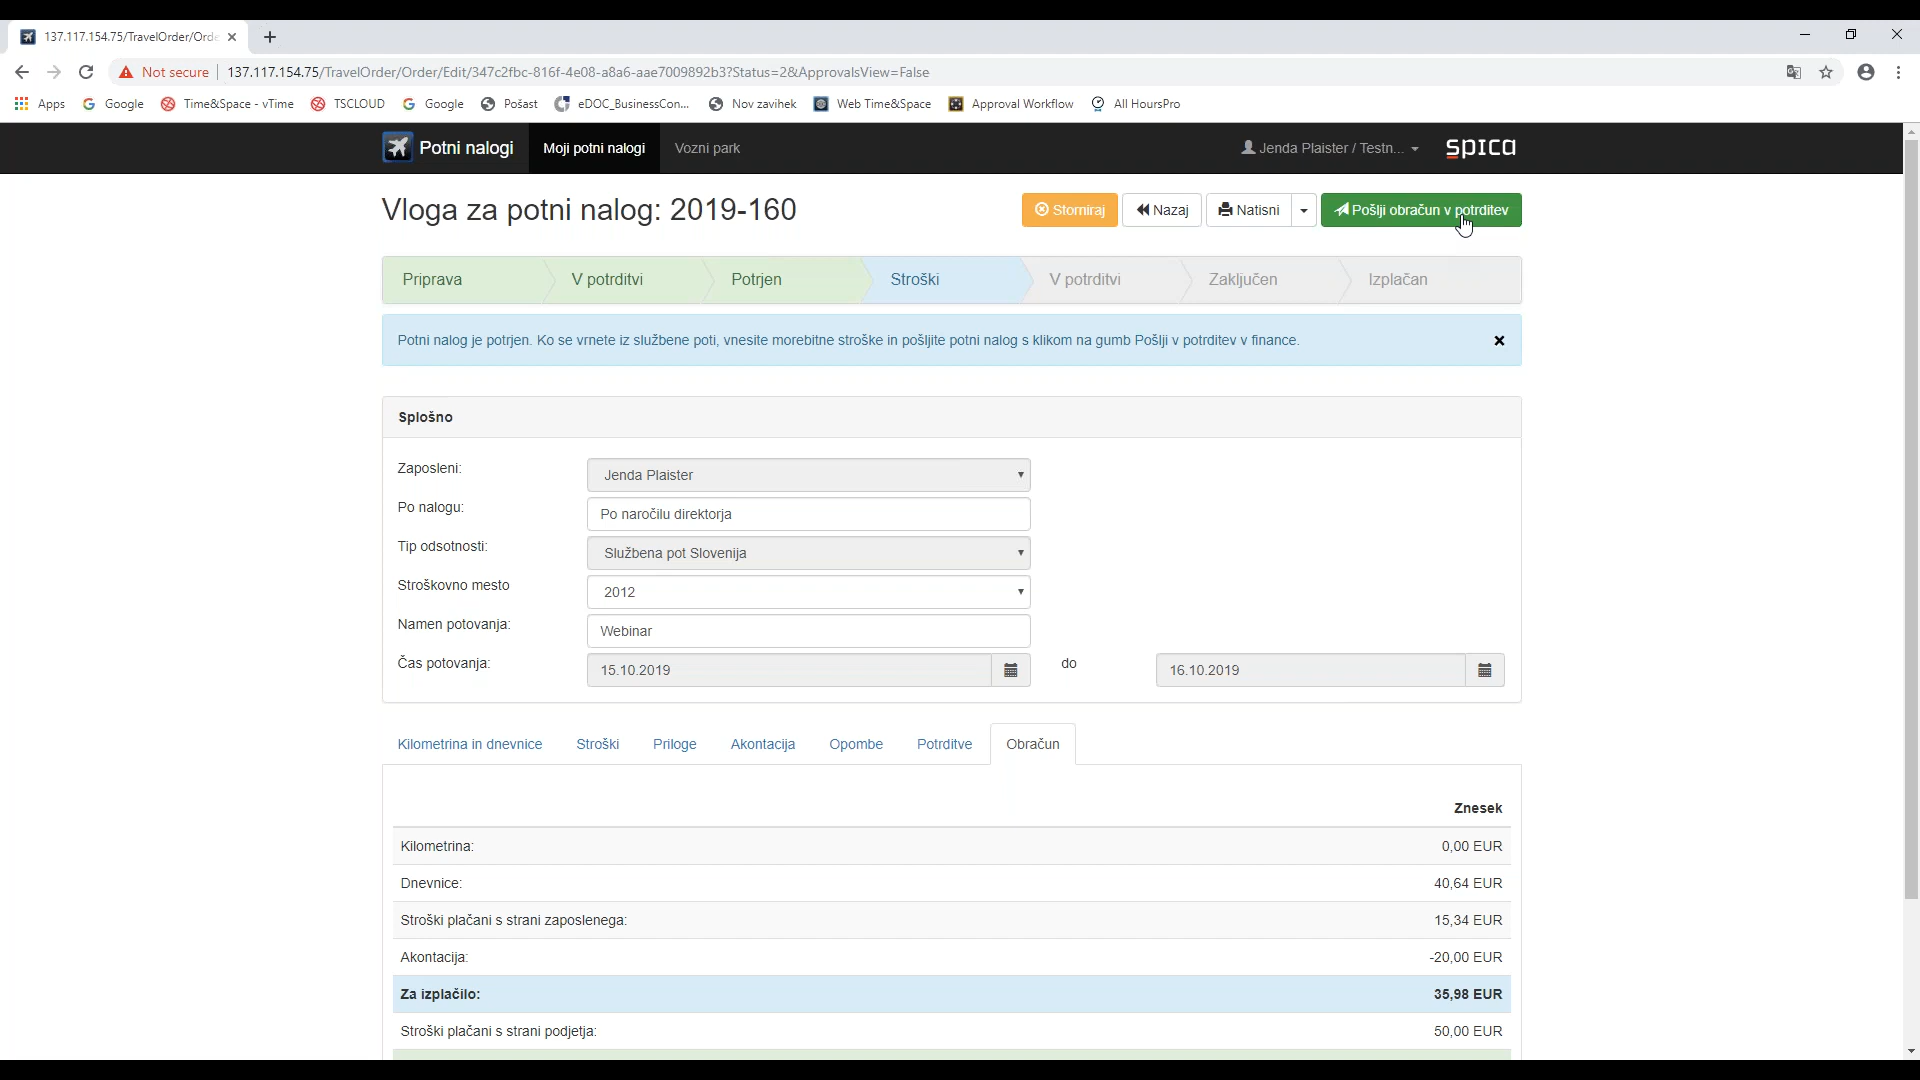 137.117.154.75/TravelOrder/Orde
Not secure 137.117.154.75/TravelOrder/Order/Edit/347c2fbc-816f-4e08-a8a6-aae7009892b3?Status=2&ApprovalsView=False
Apps Google Time&Space - vTime TSCLOUD Google Pošast eDOC_BusinessCon... Nov zavihek Web Time&Space Approval Workflow All HoursPro
Potni nalogi Moji potni nalogi Vozni park Jenda Plaister / Testn... spica
Vloga za potni nalog: 2019-160 Storniraj Nazaj Natisni Pošlji obračun v potrditev
Priprava V potrditvi Potrjen Stroški V potrditvi Zaključen Izplačan
Potni nalog je potrjen. Ko se vrnete iz službene poti, vnesite morebitne stroške in pošljite potni nalog s klikom na gumb Pošlji v potrditev v finance.
Splošno
Zaposleni: Jenda Plaister
Po nalogu: Po naročilu direktorja
Tip odsotnosti: Službena pot Slovenija
Stroškovno mesto 2012
Namen potovanja: Webinar
Čas potovanja: 15.10.2019 do 16.10.2019
Kilometrina in dnevnice Stroški Priloge Akontacija Opombe Potrditve Obračun
Znesek
Kilometrina: 0,00 EUR
Dnevnice: 40,64 EUR
Stroški plačani s strani zaposlenega: 15,34 EUR
Akontacija: -20,00 EUR
Za izplačilo: 35,98 EUR
Stroški plačani s strani podjetja: 50,00 EUR